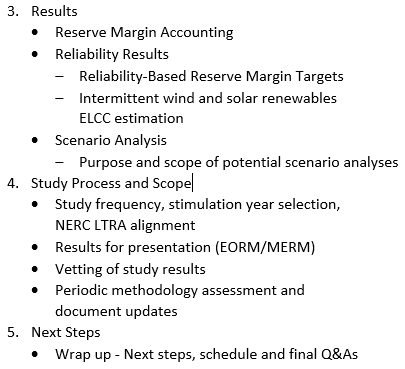 3. Results
• Reserve Margin Accounting
• Reliability Results
– Reliability-Based Reserve Margin Targets
– Intermittent wind and solar renewables
ELCC estimation
• Scenario Analysis
– Purpose and scope of potential scenario analyses
4. Study Process and Scope
• Study frequency, stimulation year selection,
NERC LTRA alignment
• Results for presentation (EORM/MERM)
• Vetting of study results
• Periodic methodology assessment and
document updates
5. Next Steps
• Wrap up - Next steps, schedule and final Q&As